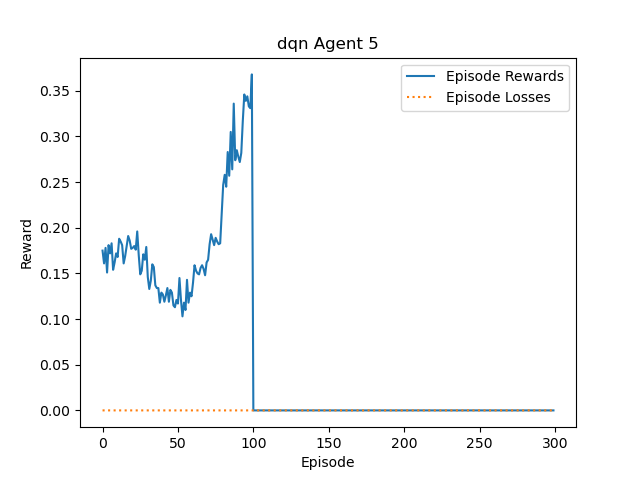 dqn Agent 5
Episode Rewards
Episode Losses
Reward
0.35
0.30
0.25
0.20
0.15
0.10
0.05
0.00
0 50 100 150 200 250 300
Episode